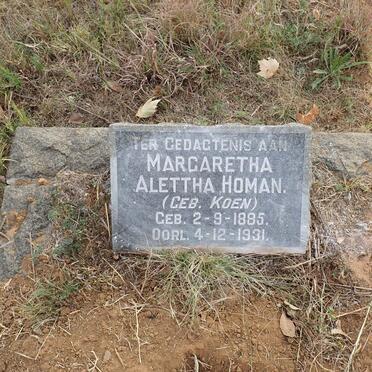 TER GEDAGTENIS AAN
MARGARETHA
ALETTHA HOMAN.
(GEB. KOEN)
GEB. 2-9-1885.
OORL. 4-12-1931.